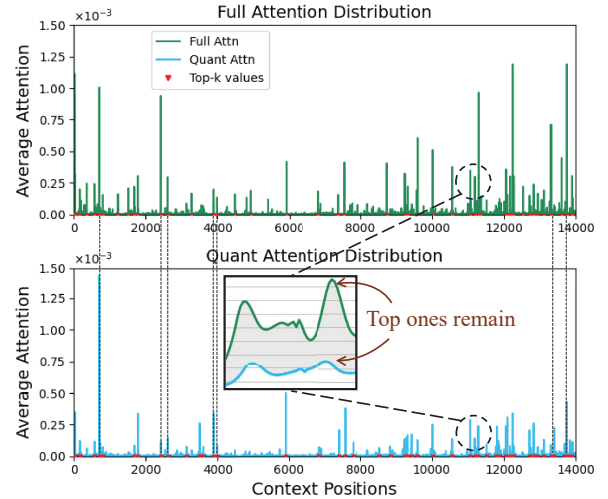 Full Attention Distribution
×10⁻³
1.50
1.25
1.00
0.75
0.50
0.25
0.00
Average Attention
Full Attn
Quant Attn
Top-k values
0 2000 4000 6000 8000 10000 12000 14000
Quant Attention Distribution
×10⁻³
1.50
1.25
1.00
0.75
0.50
0.25
0.00
Average Attention
Top ones remain
0 2000 4000 6000 8000 10000 12000 14000
Context Positions